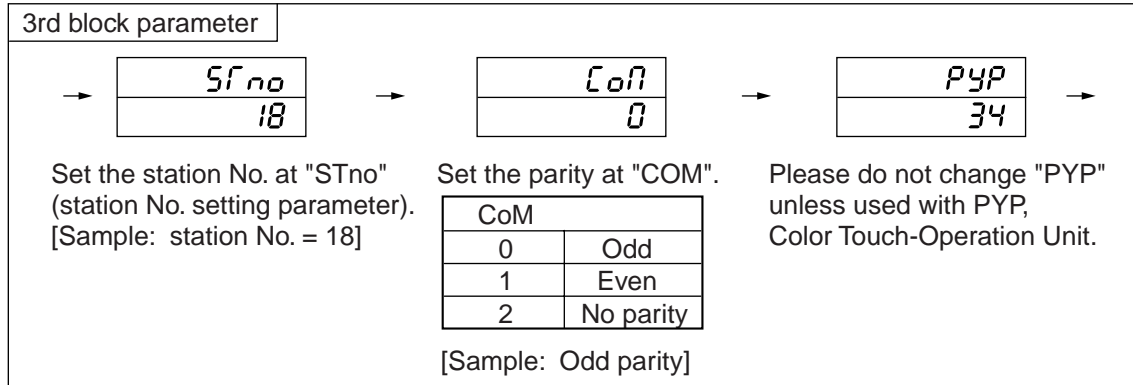 3rd block parameter
STno
18
CoM
0
PYP
34
Set the station No. at "STno"
(station No. setting parameter).
[Sample: station No. = 18]
Set the parity at "COM".
CoM
0 Odd
1 Even
2 No parity
[Sample: Odd parity]
Please do not change "PYP"
unless used with PYP,
Color Touch-Operation Unit.